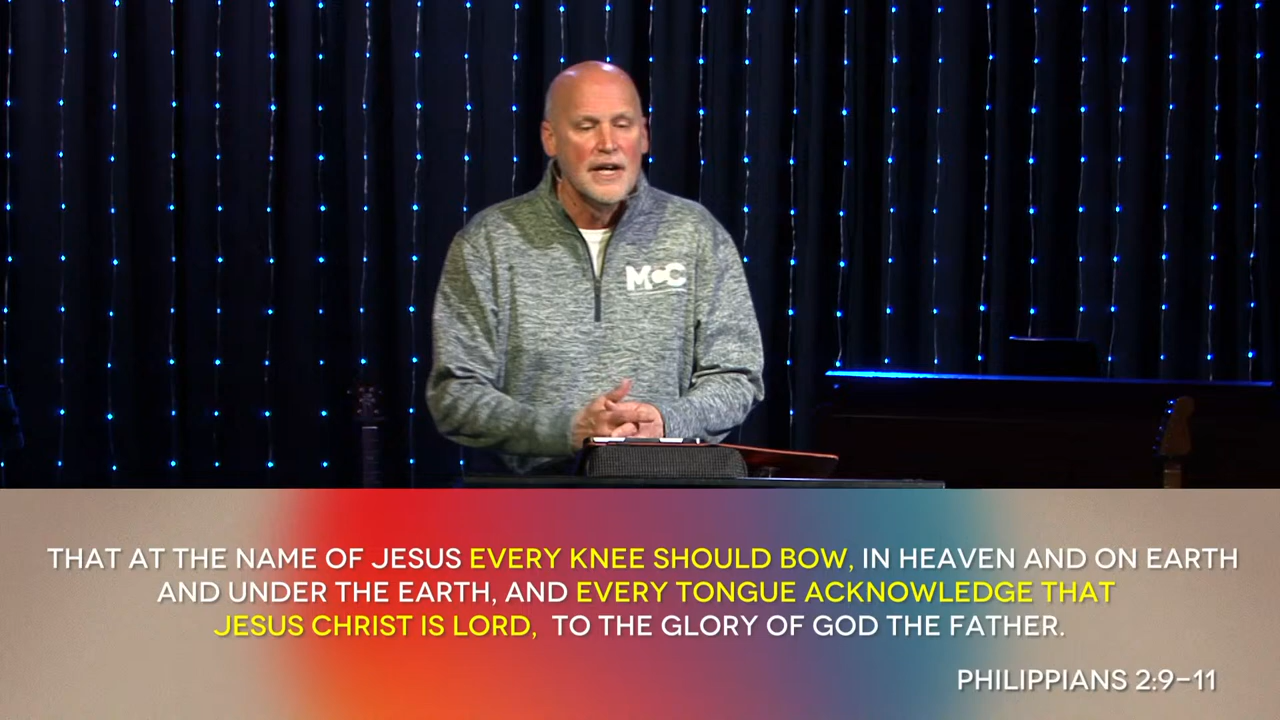 MCC
THAT AT THE NAME OF JESUS EVERY KNEE SHOULD BOW, IN HEAVEN AND ON EARTH
AND UNDER THE EARTH, AND EVERY TONGUE ACKNOWLEDGE THAT
JESUS CHRIST IS LORD, TO THE GLORY OF GOD THE FATHER.
PHILIPPIANS 2:9–11